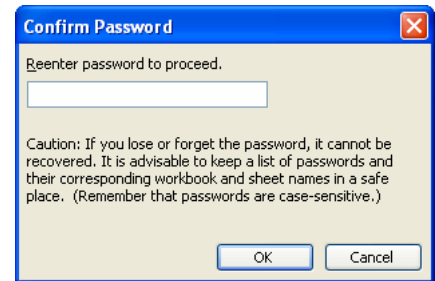 Confirm Password
Reenter password to proceed.
Caution: If you lose or forget the password, it cannot be
recovered. It is advisable to keep a list of passwords and
their corresponding workbook and sheet names in a safe
place.  (Remember that passwords are case-sensitive.)
OK
Cancel